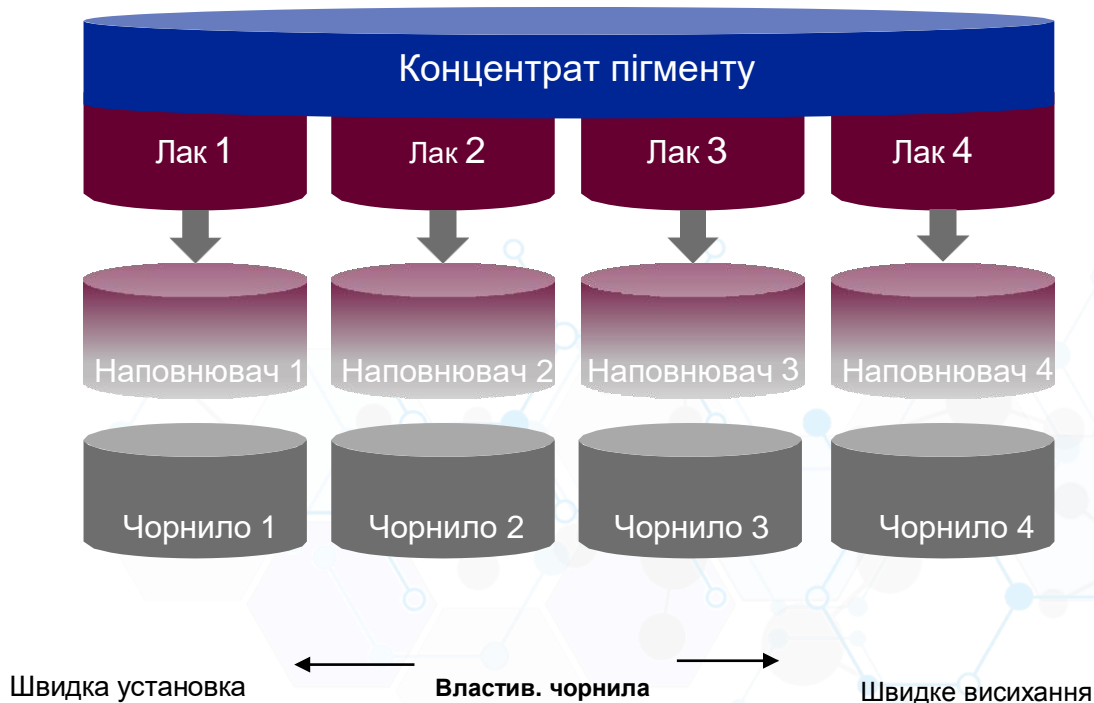 Концентрат пігменту
Лак 1
Лак 2
Лак 3
Лак 4
Наповнювач 1
Наповнювач 2
Наповнювач 3
Наповнювач 4
Чорнило 1
Чорнило 2
Чорнило 3
Чорнило 4
Швидка установка
Властив. чорнила
Швидке висихання